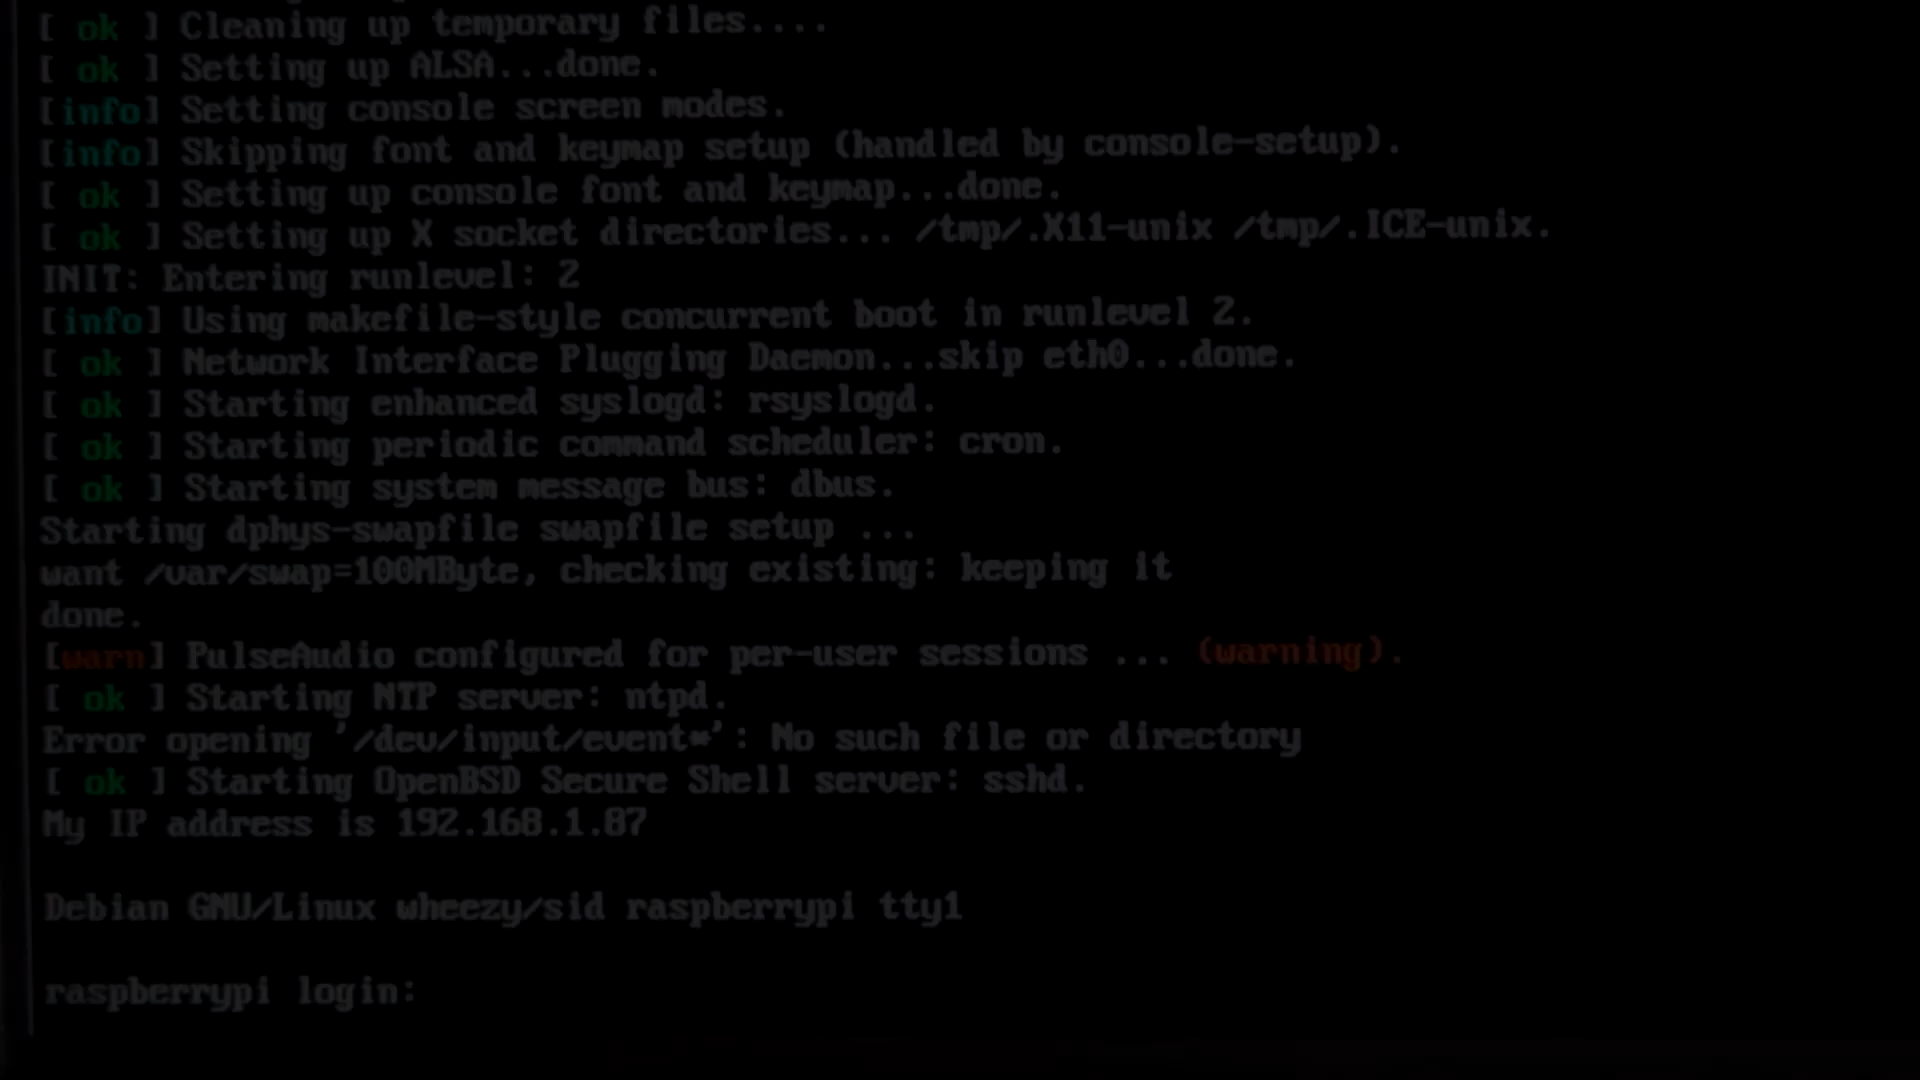 [ ok ] Cleaning up temporary files....
[ ok ] Setting up ALSA...done.
[info] Setting console screen modes.
[info] Skipping font and keymap setup (handled by console-setup).
[ ok ] Setting up console font and keymap...done.
[ ok ] Setting up X socket directories... /tmp/.X11-unix /tmp/.ICE-unix.
INIT: Entering runlevel: 2
[info] Using makefile-style concurrent boot in runlevel 2.
[ ok ] Network Interface Plugging Daemon...skip eth0...done.
[ ok ] Starting enhanced syslogd: rsyslogd.
[ ok ] Starting periodic command scheduler: cron.
[ ok ] Starting system message bus: dbus.
Starting dphys-swapfile swapfile setup ...
want /var/swap=100MByte, checking existing: keeping it
done.
[warn] PulseAudio configured for per-user sessions ... (warning).
[ ok ] Starting NTP server: ntpd.
Error opening '/dev/input/event*': No such file or directory
[ ok ] Starting OpenBSD Secure Shell server: sshd.
My IP address is 192.168.1.87
Debian GNU/Linux wheezy/sid raspberrypi tty1
raspberrypi login: